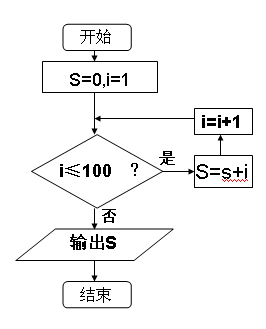 开始
S=0,i=1
i=i+1
i≤100 ?
是
S=s+i
否
输出S
结束